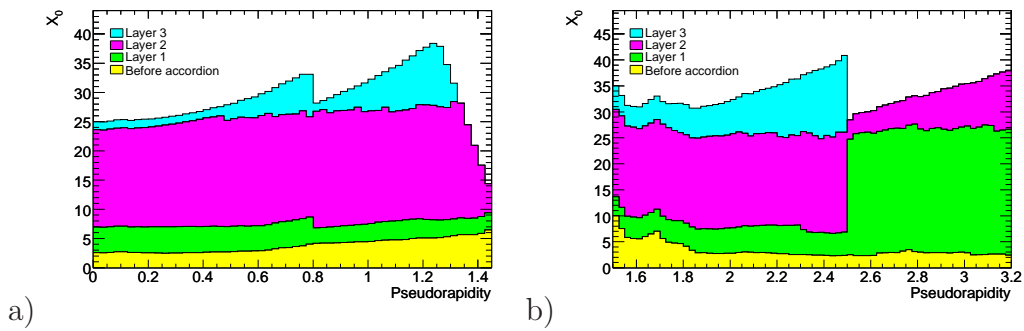 X₀
40
35
30
25
20
15
10
5
0
Layer 3
Layer 2
Layer 1
Before accordion
0 0.2 0.4 0.6 0.8 1 1.2 1.4
Pseudorapidity
a)
X₀
45
40
35
30
25
20
15
10
5
0
Layer 3
Layer 2
Layer 1
Before accordion
1.6 1.8 2 2.2 2.4 2.6 2.8 3 3.2
Pseudorapidity
b)